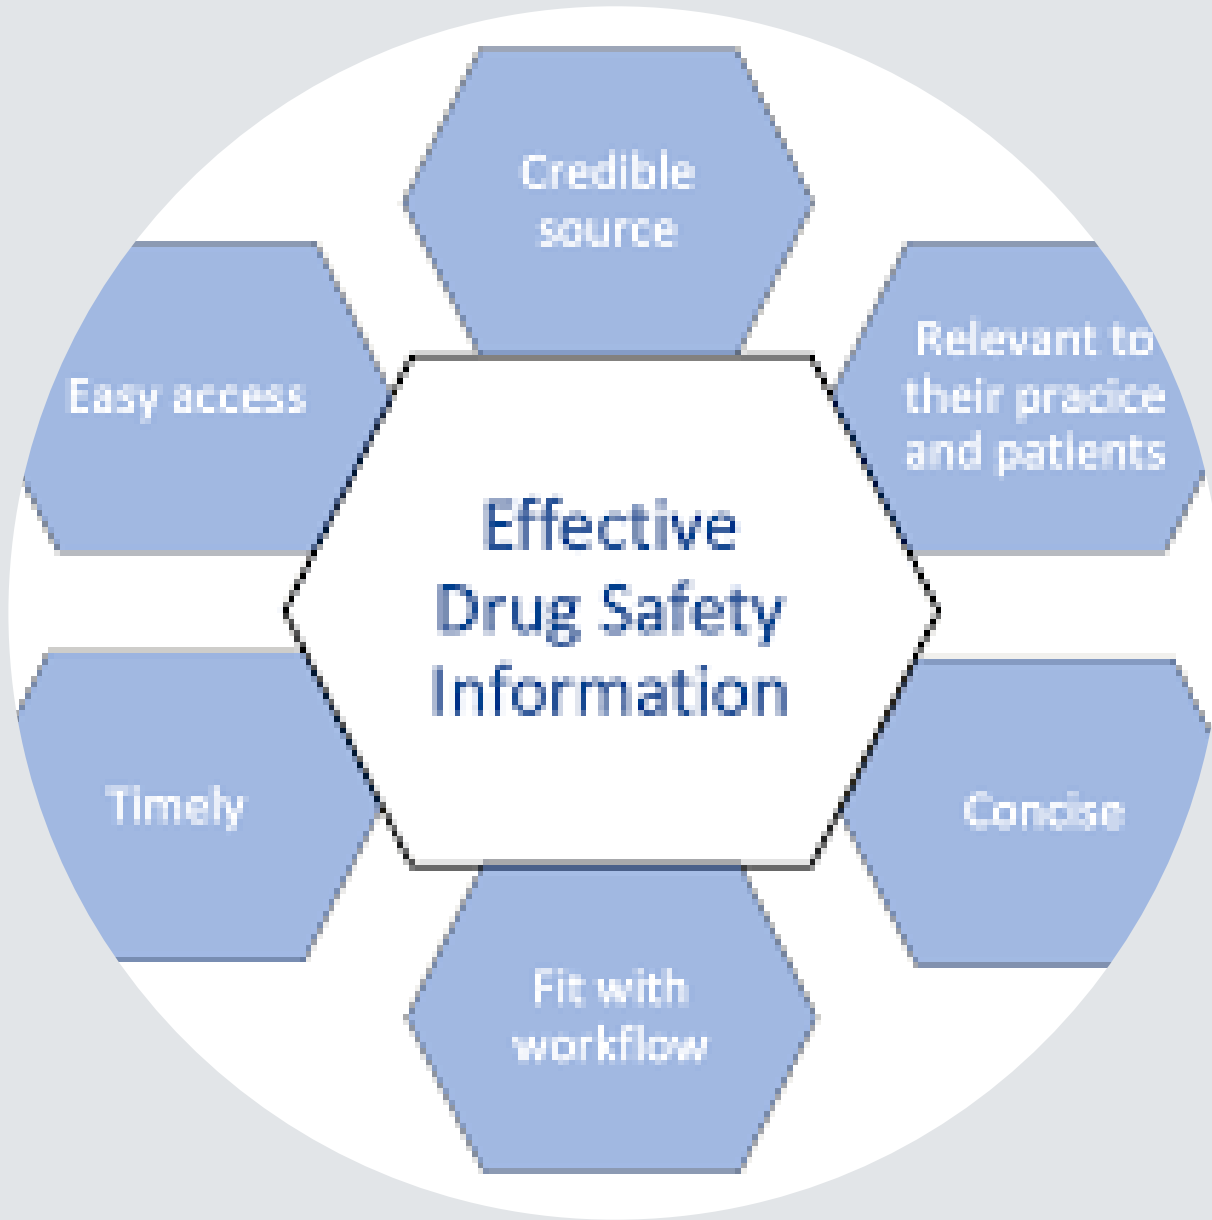 Credible
source
Relevant to
their pracice
and patients
Easy access
Effective
Drug Safety
Information
Timely
Concise
Fit with
workflow